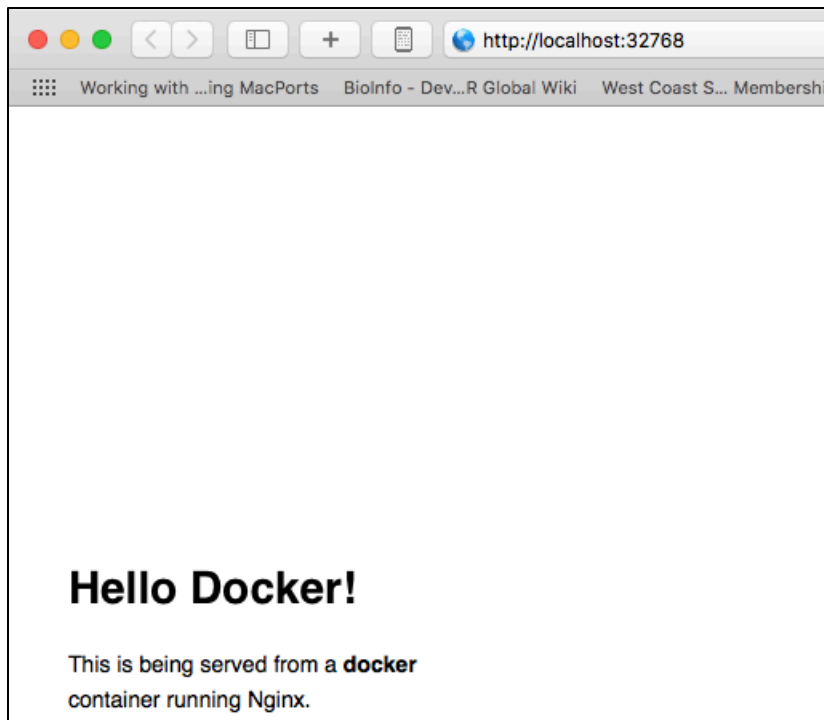 http://localhost:32768
Working with ...ing MacPorts BioInfo - Dev...R Global Wiki West Coast S... Membershi
Hello Docker!
This is being served from a docker
container running Nginx.